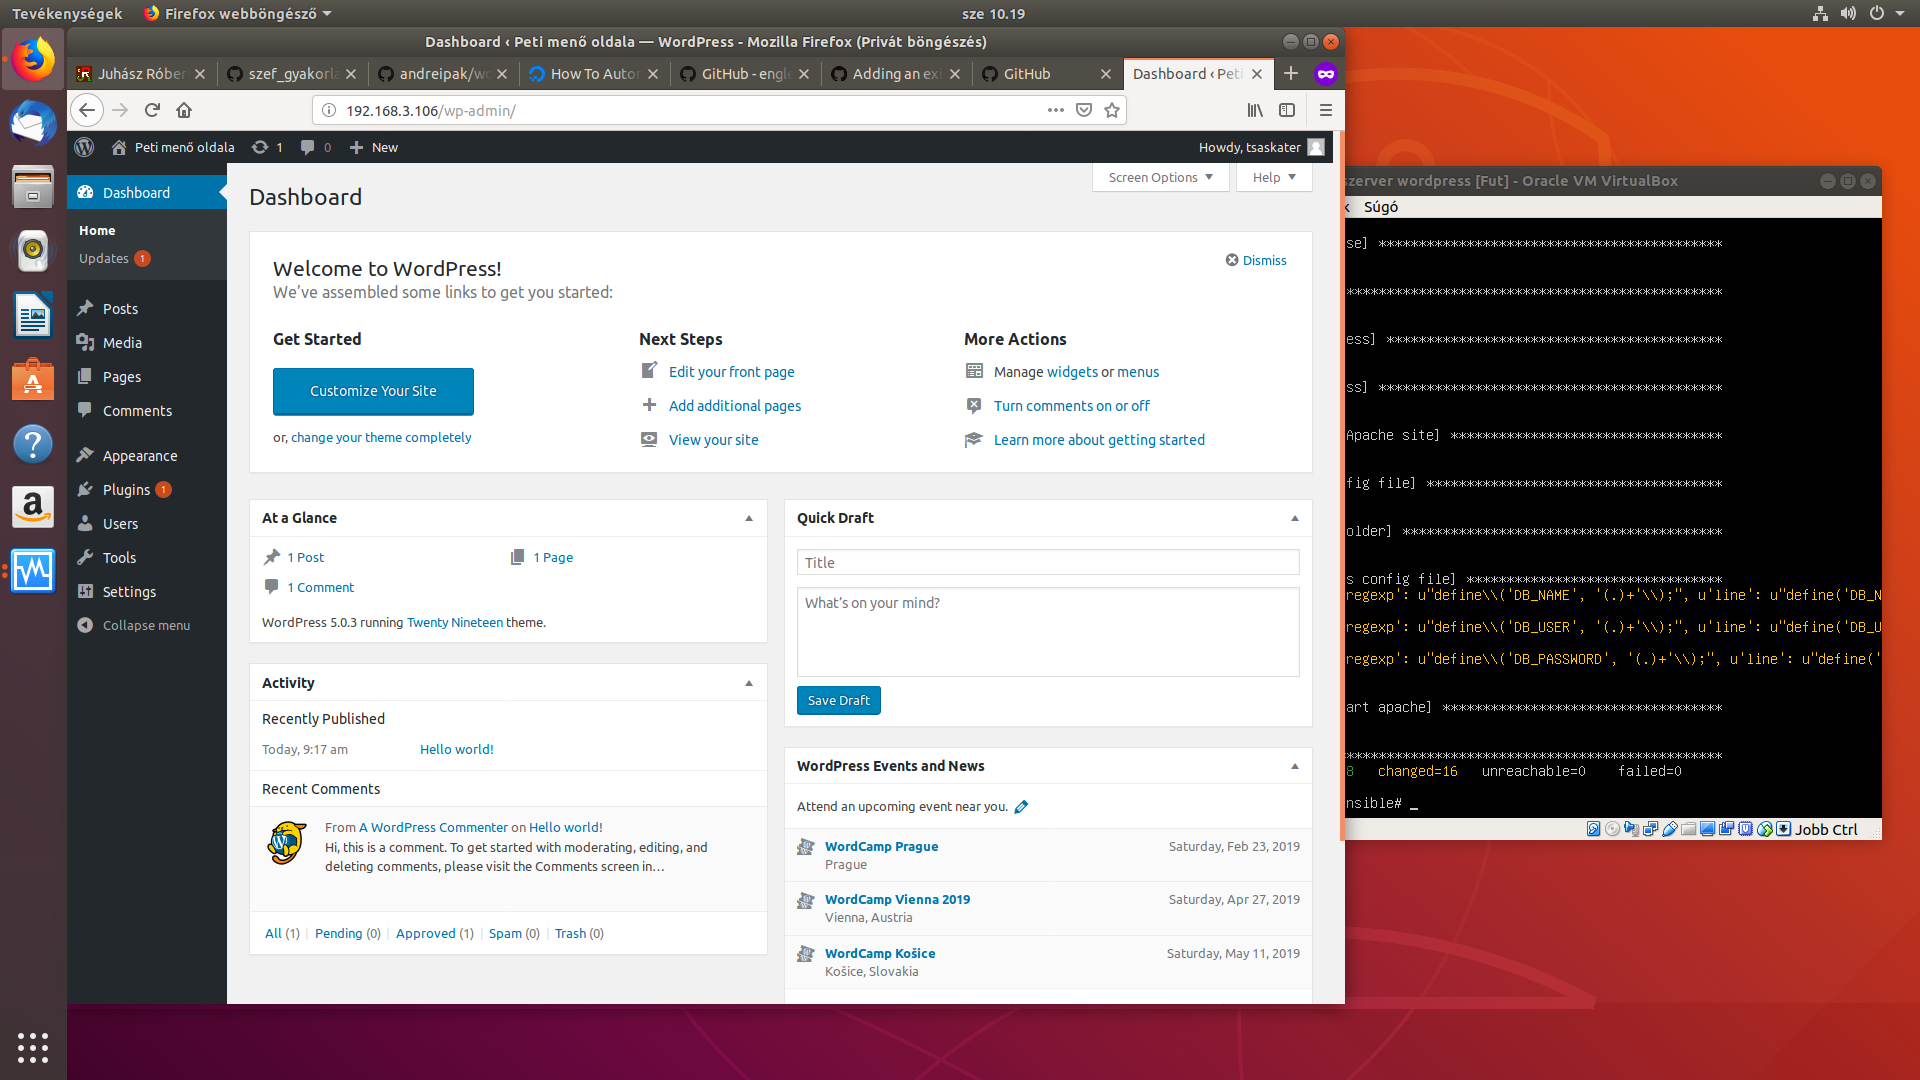 Tevékenységek
Firefox webböngésző
sze 10.19
Dashboard ‹ Peti menő oldala — WordPress - Mozilla Firefox (Privát böngészés)
Juhász Róber
szef_gyakorla
andreipak/wo
How To Autor
GitHub - engle
Adding an exi
GitHub
Dashboard ‹ Peti
192.168.3.106/wp-admin/
Peti menő oldala
1
0
New
Howdy, tsaskater
Dashboard
Home
Updates 1
Posts
Media
Pages
Comments
Appearance
Plugins 1
Users
Tools
Settings
Collapse menu
Screen Options
Help
Dashboard
Welcome to WordPress!
Dismiss
We've assembled some links to get you started:
Get Started
Customize Your Site
or, change your theme completely
Next Steps
Edit your front page
Add additional pages
View your site
More Actions
Manage widgets or menus
Turn comments on or off
Learn more about getting started
At a Glance
1 Post
1 Page
1 Comment
WordPress 5.0.3 running Twenty Nineteen theme.
Activity
Recently Published
Today, 9:17 am
Hello world!
Recent Comments
From A WordPress Commenter on Hello world!
Hi, this is a comment. To get started with moderating, editing, and
deleting comments, please visit the Comments screen in…
All (1) | Pending (0) | Approved (1) | Spam (0) | Trash (0)
Quick Draft
Title
What's on your mind?
Save Draft
WordPress Events and News
Attend an upcoming event near you.
WordCamp Prague
Saturday, Feb 23, 2019
Prague
WordCamp Vienna 2019
Saturday, Apr 27, 2019
Vienna, Austria
WordCamp Košice
Saturday, May 11, 2019
Košice, Slovakia
szerver wordpress [Fut] - Oracle VM VirtualBox
k Súgó
se] *******************************************
***********************************************
ess] ******************************************
ss] *******************************************
Apache site] **********************************
fig file] *************************************
older] ****************************************
s config file] ********************************
regexp': u"define\\('DB_NAME', '(.)+'\\);", u'line': u"define('DB_N
regexp': u"define\\('DB_USER', '(.)+'\\);", u'line': u"define('DB_U
regexp': u"define\\('DB_PASSWORD', '(.)+'\\);", u'line': u"define('
art apache] ***********************************
***********************************************
8 changed=16 unreachable=0 failed=0
nsible# _
Jobb Ctrl